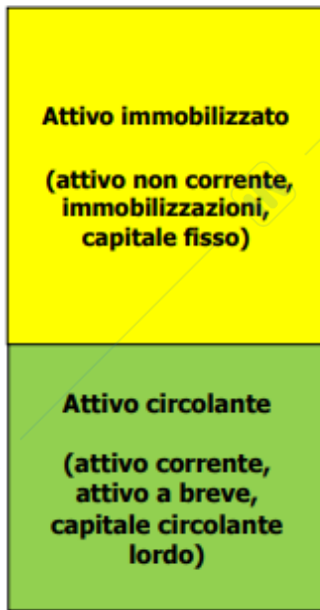 Attivo immobilizzato
(attivo non corrente,
immobilizzazioni,
capitale fisso)
Attivo circolante
(attivo corrente,
attivo a breve,
capitale circolante
lordo)